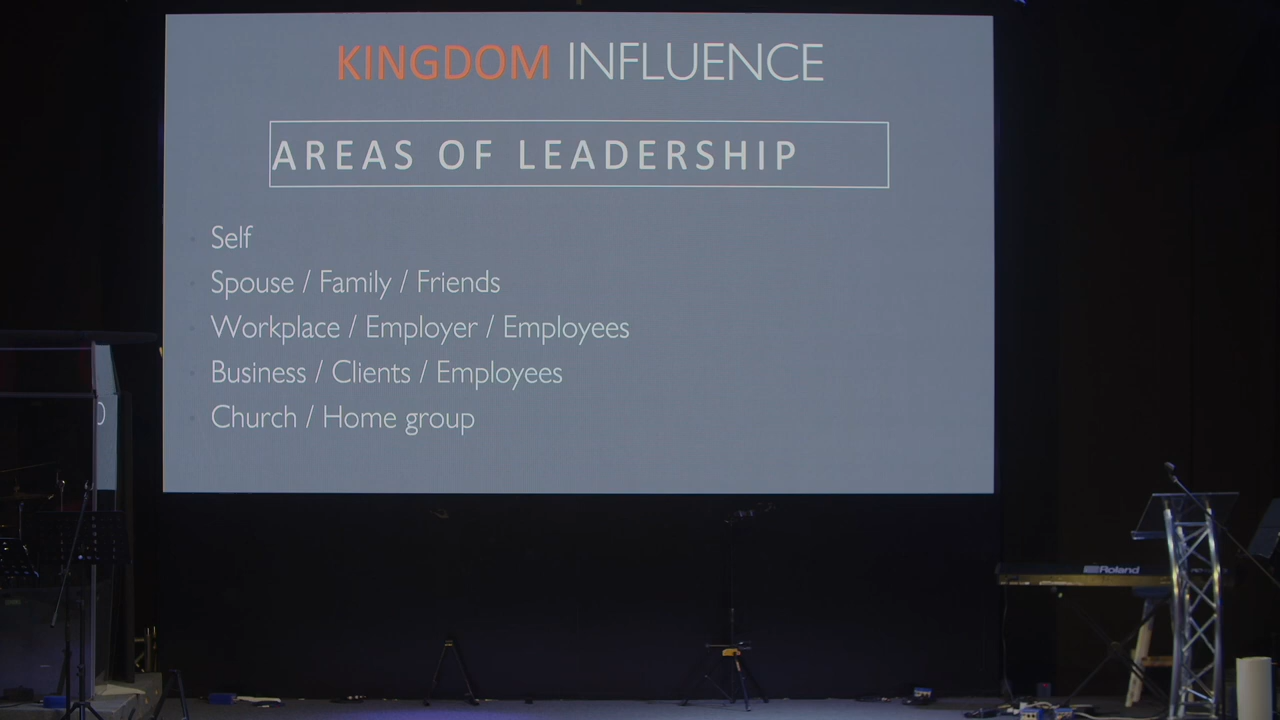 KINGDOM INFLUENCE
AREAS OF LEADERSHIP
Self
Spouse / Family / Friends
Workplace / Employer / Employees
Business / Clients / Employees
Church / Home group
Roland